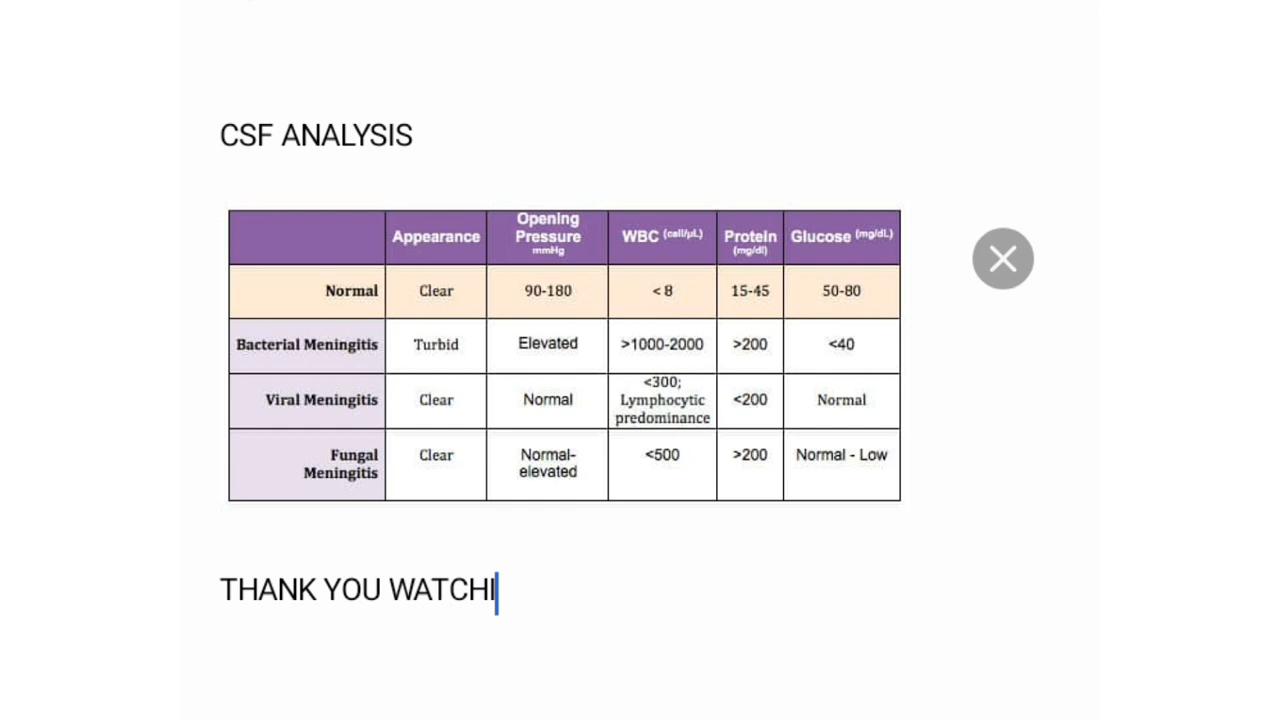 CSF ANALYSIS
Appearance Opening Pressure mmHg WBC (cell/µL) Protein (mg/dl) Glucose (mg/dL)
Normal Clear 90-180 < 8 15-45 50-80
Bacterial Meningitis Turbid Elevated >1000-2000 >200 <40
Viral Meningitis Clear Normal <300; Lymphocytic predominance <200 Normal
Fungal Meningitis Clear Normal-elevated <500 >200 Normal - Low
THANK YOU WATCHI